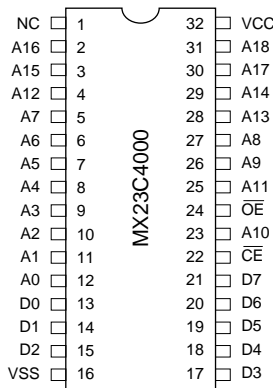 NC 1 32 VCC
A16 2 31 A18
A15 3 30 A17
A12 4 29 A14
A7 5 28 A13
A6 6 27 A8
A5 7 26 A9
A4 8 25 A11
A3 9 24 O̅E̅
A2 10 23 A10
A1 11 22 C̅E̅
A0 12 21 D7
D0 13 20 D6
D1 14 19 D5
D2 15 18 D4
VSS 16 17 D3
MX23C4000